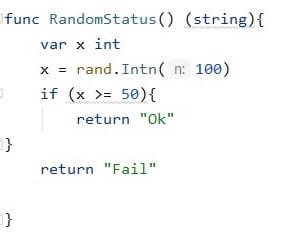 func RandomStatus() (string){
    var x int
    x = rand.Intn( n: 100)
    if (x >= 50){
        return "Ok"
}
    return "Fail"

}